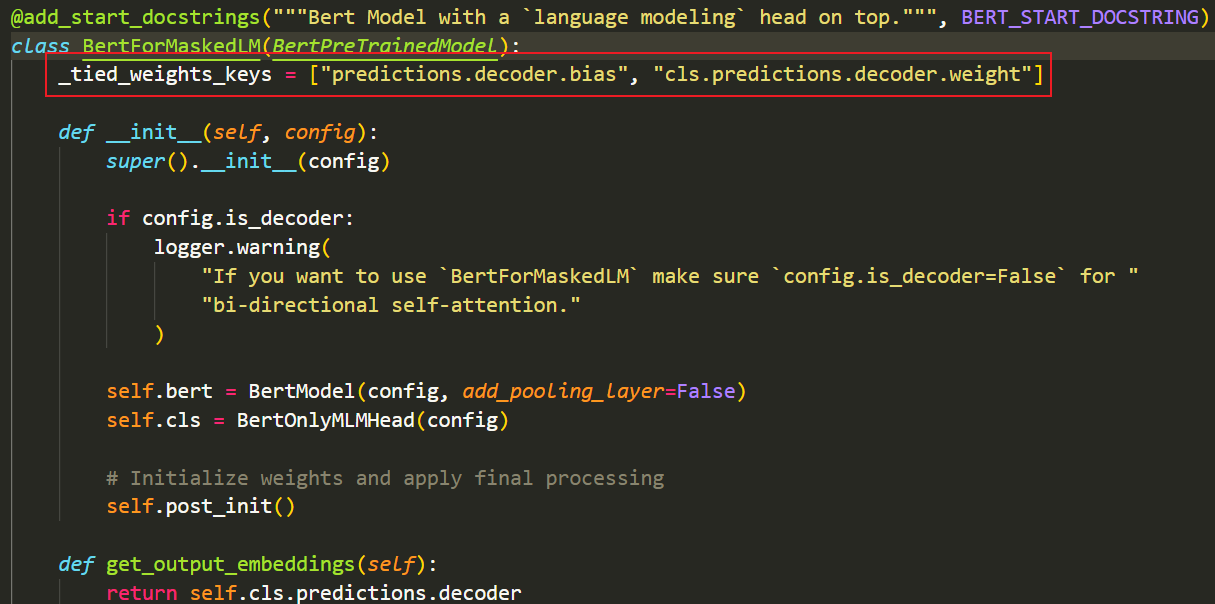 @add_start_docstrings("""Bert Model with a `language modeling` head on top.""", BERT_START_DOCSTRING)
class BertForMaskedLM(BertPreTrainedModel):
    _tied_weights_keys = ["predictions.decoder.bias", "cls.predictions.decoder.weight"]
    def __init__(self, config):
        super().__init__(config)
        if config.is_decoder:
            logger.warning(
                "If you want to use `BertForMaskedLM` make sure `config.is_decoder=False` for "
                "bi-directional self-attention."
            )
        self.bert = BertModel(config, add_pooling_layer=False)
        self.cls = BertOnlyMLMHead(config)
        # Initialize weights and apply final processing
        self.post_init()
    def get_output_embeddings(self):
        return self.cls.predictions.decoder